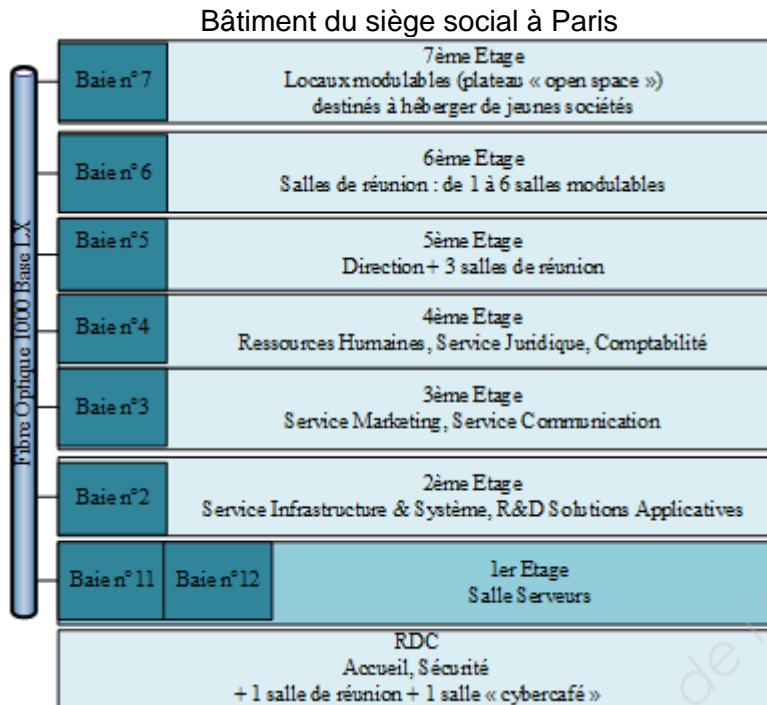 Bâtiment du siège social à Paris
Fibre Optique 1000 Base LX
Baie n°7
7ème Etage
Locaux modulables (plateau « open space »)
destinés à héberger de jeunes sociétés
Baie n°6
6ème Etage
Salles de réunion : de 1 à 6 salles modulables
Baie n°5
5ème Etage
Direction + 3 salles de réunion
Baie n°4
4ème Etage
Ressources Humaines, Service Juridique, Comptabilité
Baie n°3
3ème Etage
Service Marketing, Service Communication
Baie n°2
2ème Etage
Service Infrastructure & Système, R&D Solutions Applicatives
Baie n°11
Baie n°12
1er Etage
Salle Serveurs
RDC
Accueil, Sécurité
+ 1 salle de réunion + 1 salle « cybercafé »
de